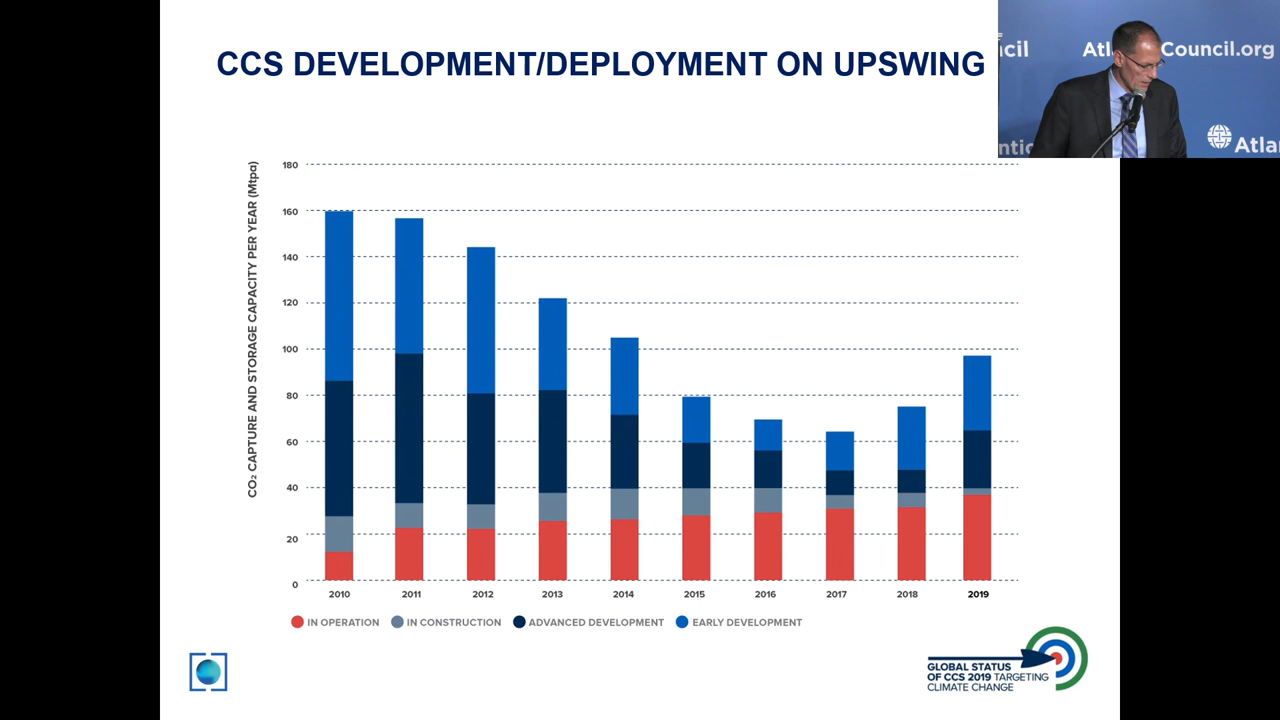 CCS DEVELOPMENT/DEPLOYMENT ON UPSWING
cil
Atl
Council.org
ntic
Atla
CO₂ CAPTURE AND STORAGE CAPACITY PER YEAR (Mtpa)
180
160
140
120
100
80
60
40
20
0
2010 2011 2012 2013 2014 2015 2016 2017 2018 2019
IN OPERATION IN CONSTRUCTION ADVANCED DEVELOPMENT EARLY DEVELOPMENT
GLOBAL STATUS
OF CCS 2019 TARGETING
CLIMATE CHANGE